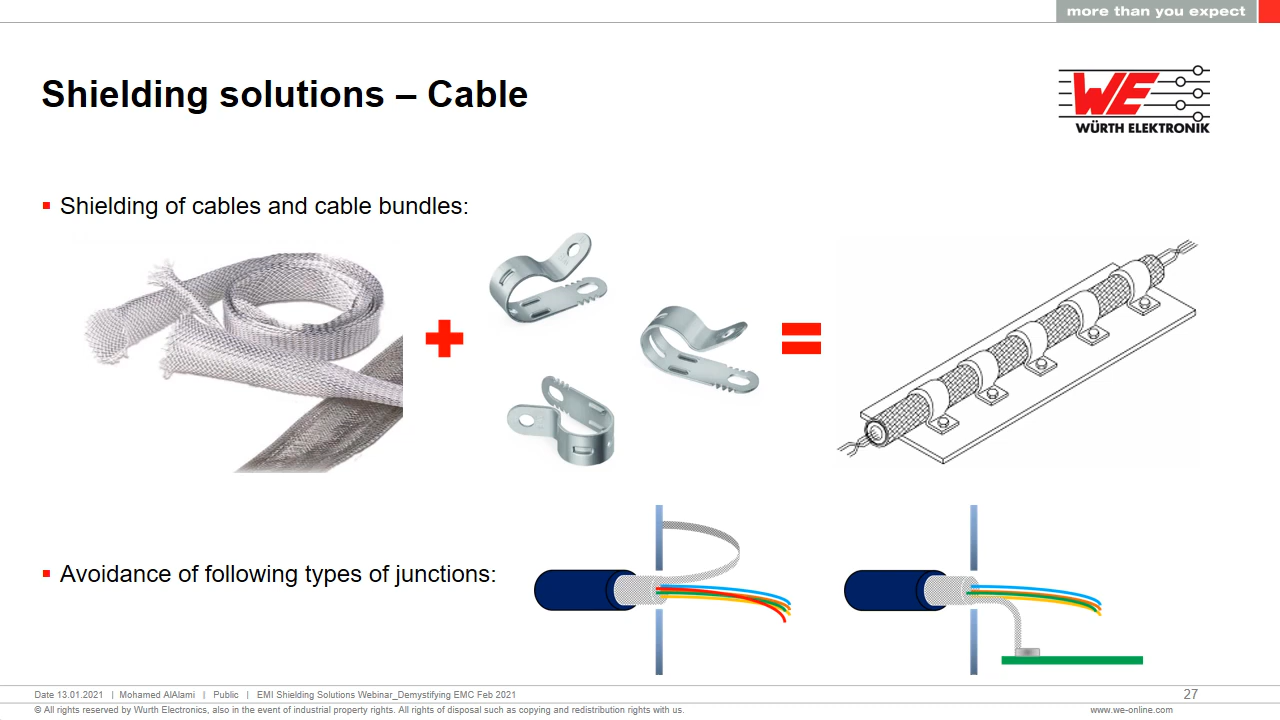 more than you expect
Shielding solutions – Cable
WE
WÜRTH ELEKTRONIK
Shielding of cables and cable bundles:
Avoidance of following types of junctions:
Date 13.01.2021 | Mohamed AlAlami | Public | EMI Shielding Solutions Webinar_Demystifying EMC Feb 2021
27
© All rights reserved by Wurth Electronics, also in the event of industrial property rights. All rights of disposal such as copying and redistribution rights with us.
www.we-online.com